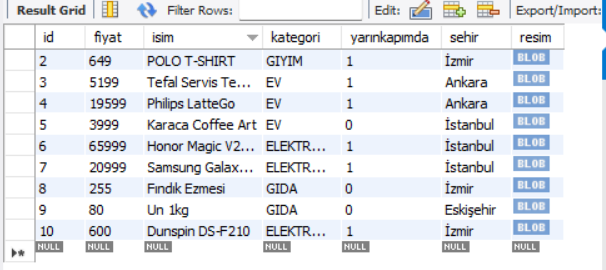 Result Grid Filter Rows: Edit: Export/Import:
id fiyat isim kategori yarınkapımda sehir resim
2 649 POLO T-SHIRT GIYIM 1 İzmir BLOB
3 5199 Tefal Servis Te... EV 1 Ankara BLOB
4 19599 Philips LatteGo EV 1 Ankara BLOB
5 3999 Karaca Coffee Art EV 0 İstanbul BLOB
6 65999 Honor Magic V2... ELEKTR... 1 İstanbul BLOB
7 20999 Samsung Galax... ELEKTR... 1 İstanbul BLOB
8 255 Fındık Ezmesi GIDA 0 İzmir BLOB
9 80 Un 1kg GIDA 0 Eskişehir BLOB
10 600 Dunspin DS-F210 ELEKTR... 1 İzmir BLOB
NULL NULL NULL NULL NULL NULL NULL